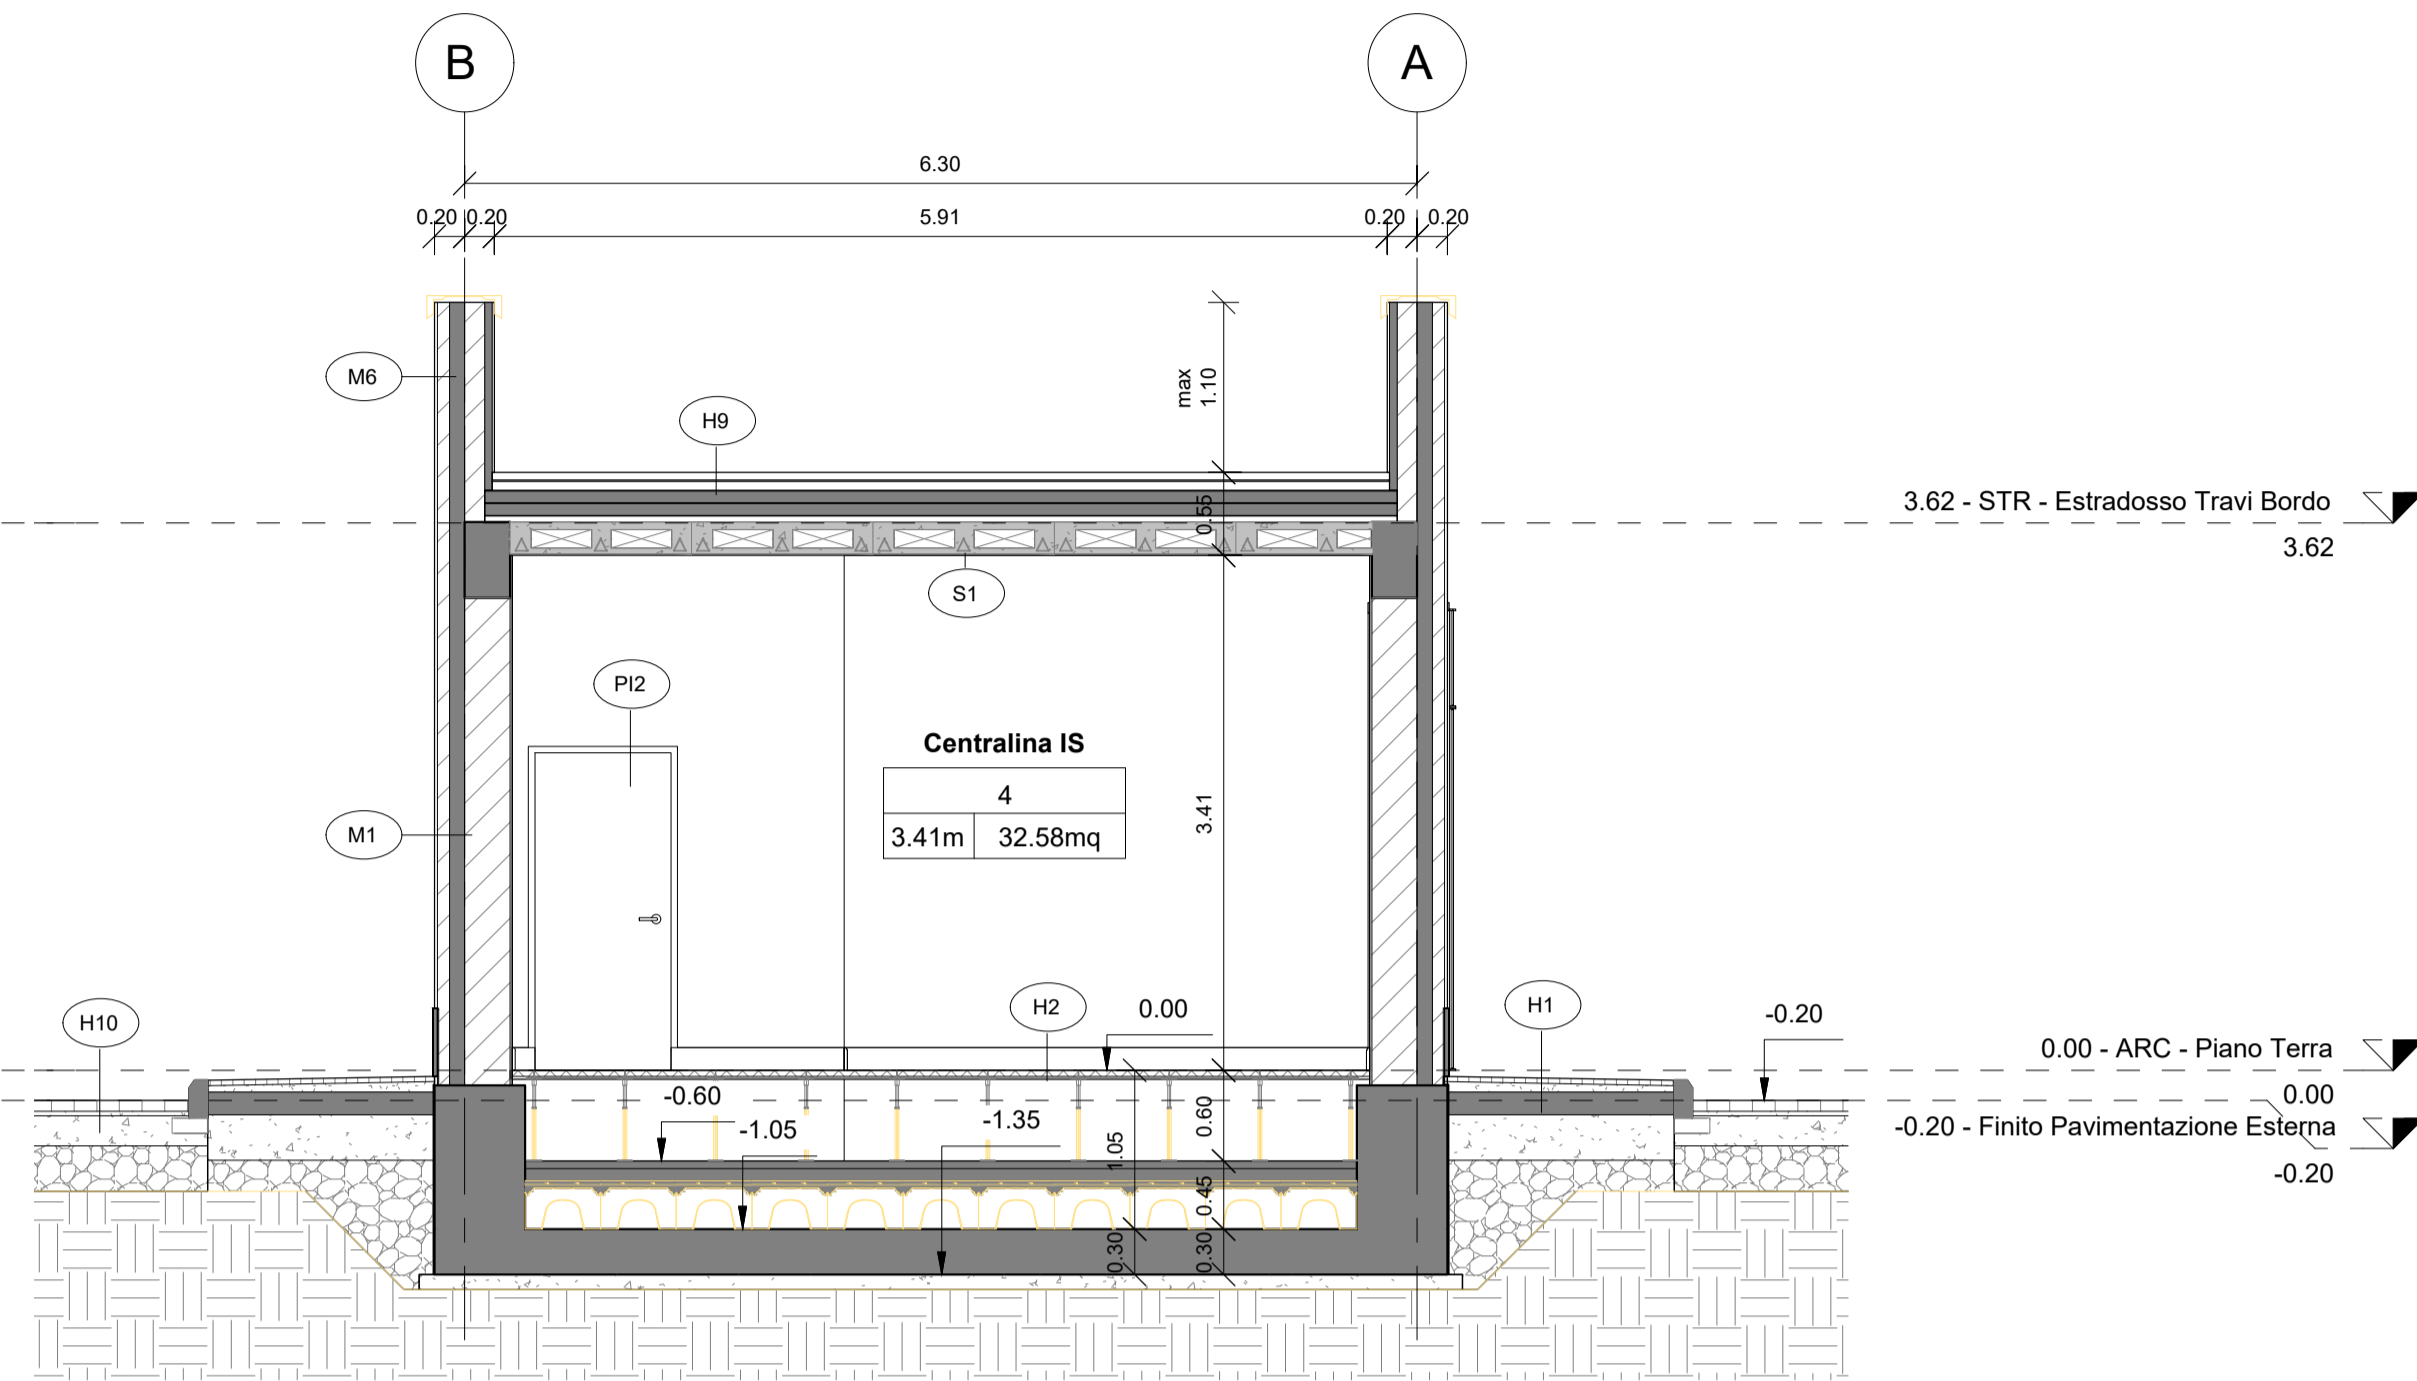 B
A
6.30
0.20
0.20
5.91
0.20
0.20
M6
max
1.10
H9
3.62 - STR - Estradosso Travi Bordo
0.55
3.62
S1
PI2
Centralina IS
4
3.41
3.41m
32.58mq
M1
H2
0.00
H1
-0.20
H10
0.00 - ARC - Piano Terra
-0.60
0.00
-1.05
-1.35
1.05
0.60
-0.20 - Finito Pavimentazione Esterna
-0.20
0.45
0.30
0.30